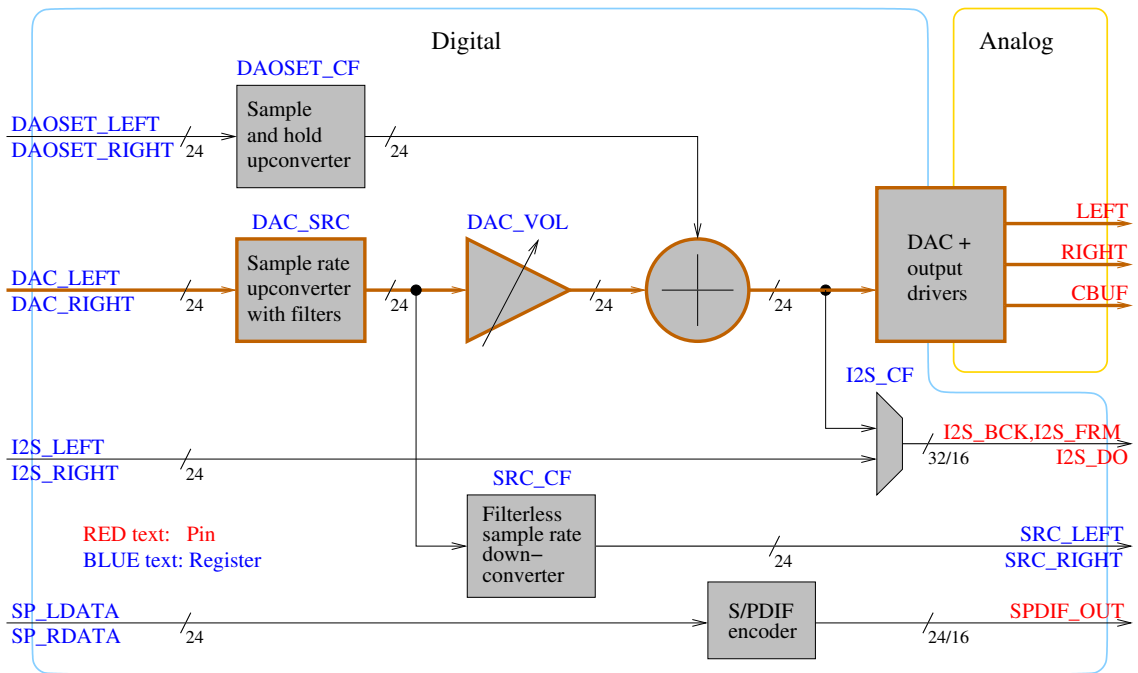 Digital
Analog
DAOSET_CF
DAOSET_LEFT
DAOSET_RIGHT
24
Sample
and hold
upconverter
24
DAC_SRC
DAC_VOL
DAC_LEFT
DAC_RIGHT
24
Sample rate
upconverter
with filters
24
24
24
DAC +
output
drivers
LEFT
RIGHT
CBUF
I2S_CF
I2S_LEFT
I2S_RIGHT
24
I2S_BCK,I2S_FRM
I2S_DO
32/16
SRC_CF
Filterless
sample rate
down−
converter
24
SRC_LEFT
SRC_RIGHT
RED text: Pin
BLUE text: Register
SP_LDATA
SP_RDATA
24
S/PDIF
encoder
24/16
SPDIF_OUT